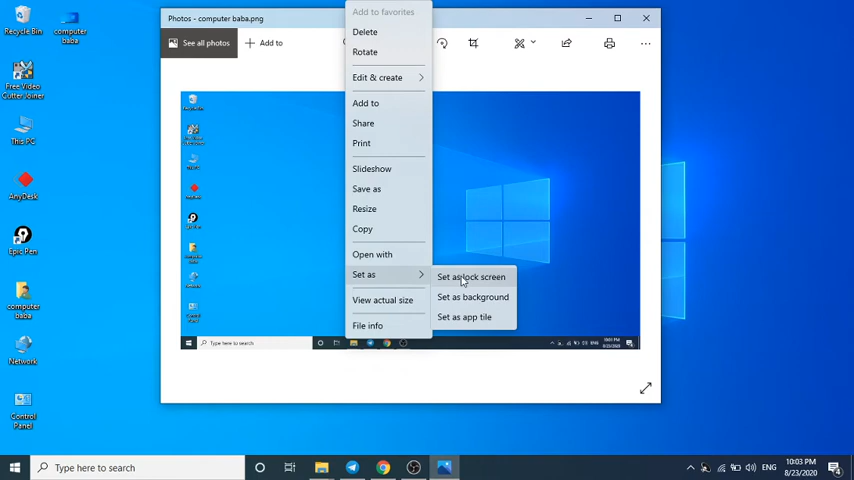 Recycle Bin
computer baba
Free Video Cutter Joiner
This PC
AnyDesk
Epic Pen
computer baba
Network
Control Panel
Photos - computer baba.png
See all photos
Add to
Add to favorites
Delete
Rotate
Edit & create
Add to
Share
Print
Slideshow
Save as
Resize
Copy
Open with
Set as
View actual size
File info
Set as lock screen
Set as background
Set as app tile
Type here to search
Type here to search
ENG
10:03 PM
8/23/2020
4